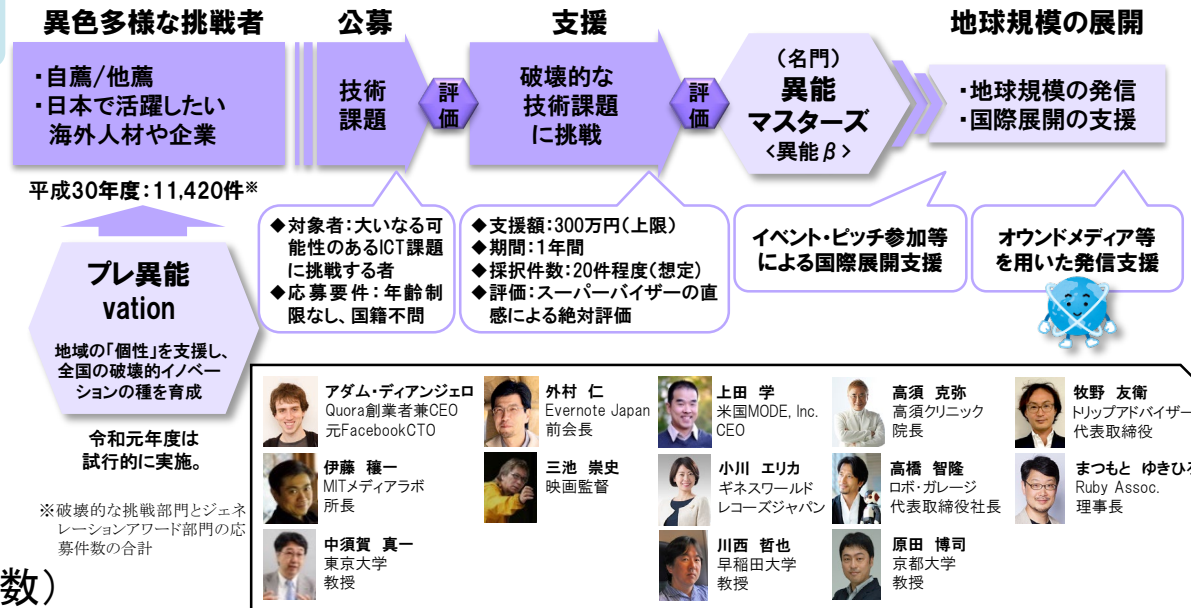 異色多様な挑戦者
公募
支援
地球規模の展開
・自薦/他薦
・日本で活躍したい
海外人材や企業
技術
課題
評
価
破壊的な
技術課題
に挑戦
評
価
（名門）
異能
マスターズ
＜異能β＞
・地球規模の発信
・国際展開の支援
平成30年度：11,420件※
◆対象者：大いなる可
能性のあるICT課題
に挑戦する者
◆応募要件：年齢制
限なし、国籍不問
◆支援額：300万円（上限）
◆期間：1年間
◆採択件数：20件程度（想定）
◆評価：スーパーバイザーの直
感による絶対評価
イベント・ピッチ参加等
による国際展開支援
オウンドメディア等
を用いた発信支援
プレ異能
vation
地域の「個性」を支援し、
全国の破壊的イノベー
ションの種を育成
令和元年度は
試行的に実施。
※破壊的な挑戦部門とジェネ
レーションアワード部門の応
募件数の合計
数）
アダム・ディアンジェロ
Quora創業者兼CEO
元FacebookCTO
外村 仁
Evernote Japan
前会長
上田 学
米国MODE, Inc.
CEO
高須 克弥
高須クリニック
院長
牧野 友衛
トリップアドバイザー
代表取締役
伊藤 穰一
MITメディアラボ
所長
三池 崇史
映画監督
小川 エリカ
ギネスワールド
レコーズジャパン
高橋 智隆
ロボ・ガレージ
代表取締役社長
まつもと ゆきひろ
Ruby Assoc.
理事長
中須賀 真一
東京大学
教授
川西 哲也
早稲田大学
教授
原田 博司
京都大学
教授